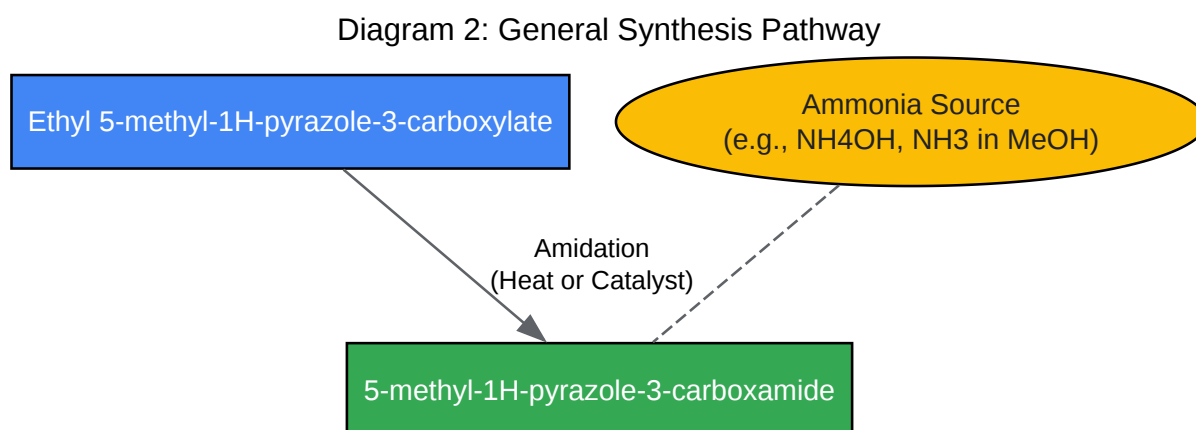 Diagram 2: General Synthesis Pathway
Ethyl 5-methyl-1H-pyrazole-3-carboxylate
Ammonia Source
(e.g., NH4OH, NH3 in MeOH)
Amidation
(Heat or Catalyst)
5-methyl-1H-pyrazole-3-carboxamide